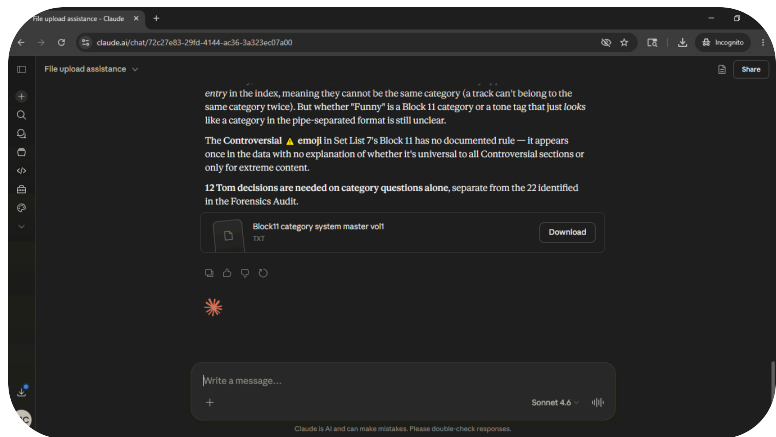 File upload assistance - Claude
claude.ai/chat/72c27e83-29fd-4144-ac36-3a323ec07a00
Incognito
File upload assistance
Share
entry in the index, meaning they cannot be the same category (a track can't belong to the
same category twice). But whether "Funny" is a Block 11 category or a tone tag that just looks
like a category in the pipe-separated format is still unclear.
The Controversial ⚠️ emoji in Set List 7's Block 11 has no documented rule — it appears
once in the data with no explanation of whether it's universal to all Controversial sections or
only for extreme content.
12 Tom decisions are needed on category questions alone, separate from the 22 identified
in the Forensics Audit.
Block11 category system master vol1
TXT
Download
Write a message...
Sonnet 4.6
Claude is AI and can make mistakes. Please double-check responses.